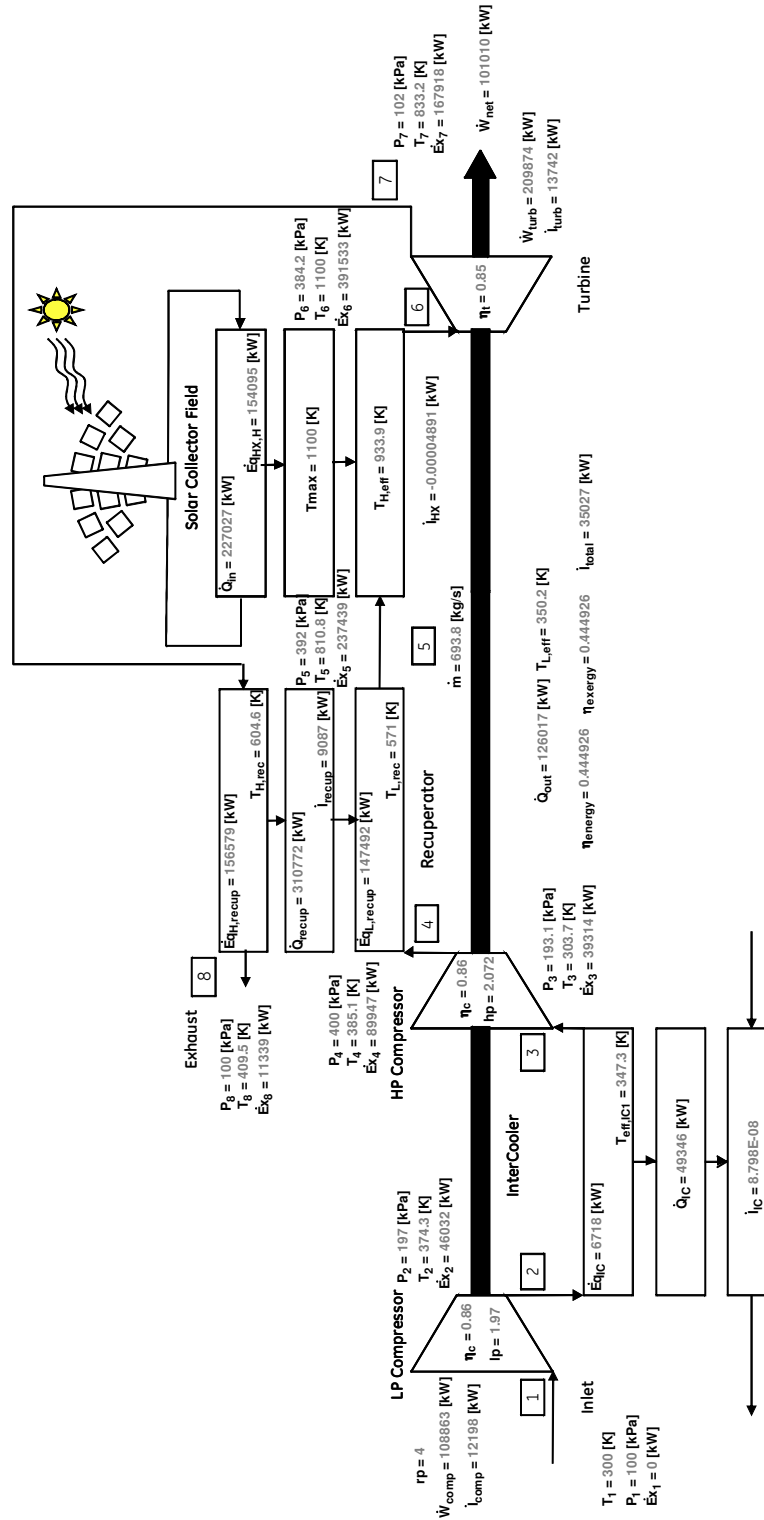 rp = 4
Ẇcomp = 108863 [kW]
İcomp = 12198 [kW]
LP Compressor
ηc = 0.86
lp = 1.97
1
Inlet
T1 = 300 [K]
P1 = 100 [kPa]
Ėx1 = 0 [kW]
P2 = 197 [kPa]
T2 = 374.3 [K]
Ėx2 = 46032 [kW]
2
InterCooler
3
ĖqIC = 6718 [kW]
Teff,IC1 = 347.3 [K]
Q̇IC = 49346 [kW]
İIC = 8.798E-08
Exhaust
8
P8 = 100 [kPa]
T8 = 409.5 [K]
Ėx8 = 11339 [kW]
P4 = 400 [kPa]
T4 = 385.1 [K]
Ėx4 = 89947 [kW]
HP Compressor
ηc = 0.86
hp = 2.072
P3 = 193.1 [kPa]
T3 = 303.7 [K]
Ėx3 = 39314 [kW]
4
ĖqH,recup = 156579 [kW]
TH,rec = 604.6 [K]
Q̇recup = 310772 [kW]
İrecup = 9087 [kW]
ĖqL,recup = 147492 [kW]
TL,rec = 571 [K]
Recuperator
5
P5 = 392 [kPa]
T5 = 810.8 [K]
Ėx5 = 237439 [kW]
ṁ = 693.8 [kg/s]
Q̇out = 126017 [kW] TL,eff = 350.2 [K]
ηenergy = 0.444926 ηexergy = 0.444926 İtotal = 35027 [kW]
Solar Collector Field
Q̇in = 227027 [kW]
ĖqHX,H = 154095 [kW]
Tmax = 1100 [K]
TH,eff = 933.9 [K]
İHX = -0.00004891 [kW]
P6 = 384.2 [kPa]
T6 = 1100 [K]
Ėx6 = 391533 [kW]
6
7
ηt = 0.85
Turbine
P7 = 102 [kPa]
T7 = 833.2 [K]
Ėx7 = 167918 [kW]
Ẇnet = 101010 [kW]
Ẇturb = 209874 [kW]
İturb = 13742 [kW]